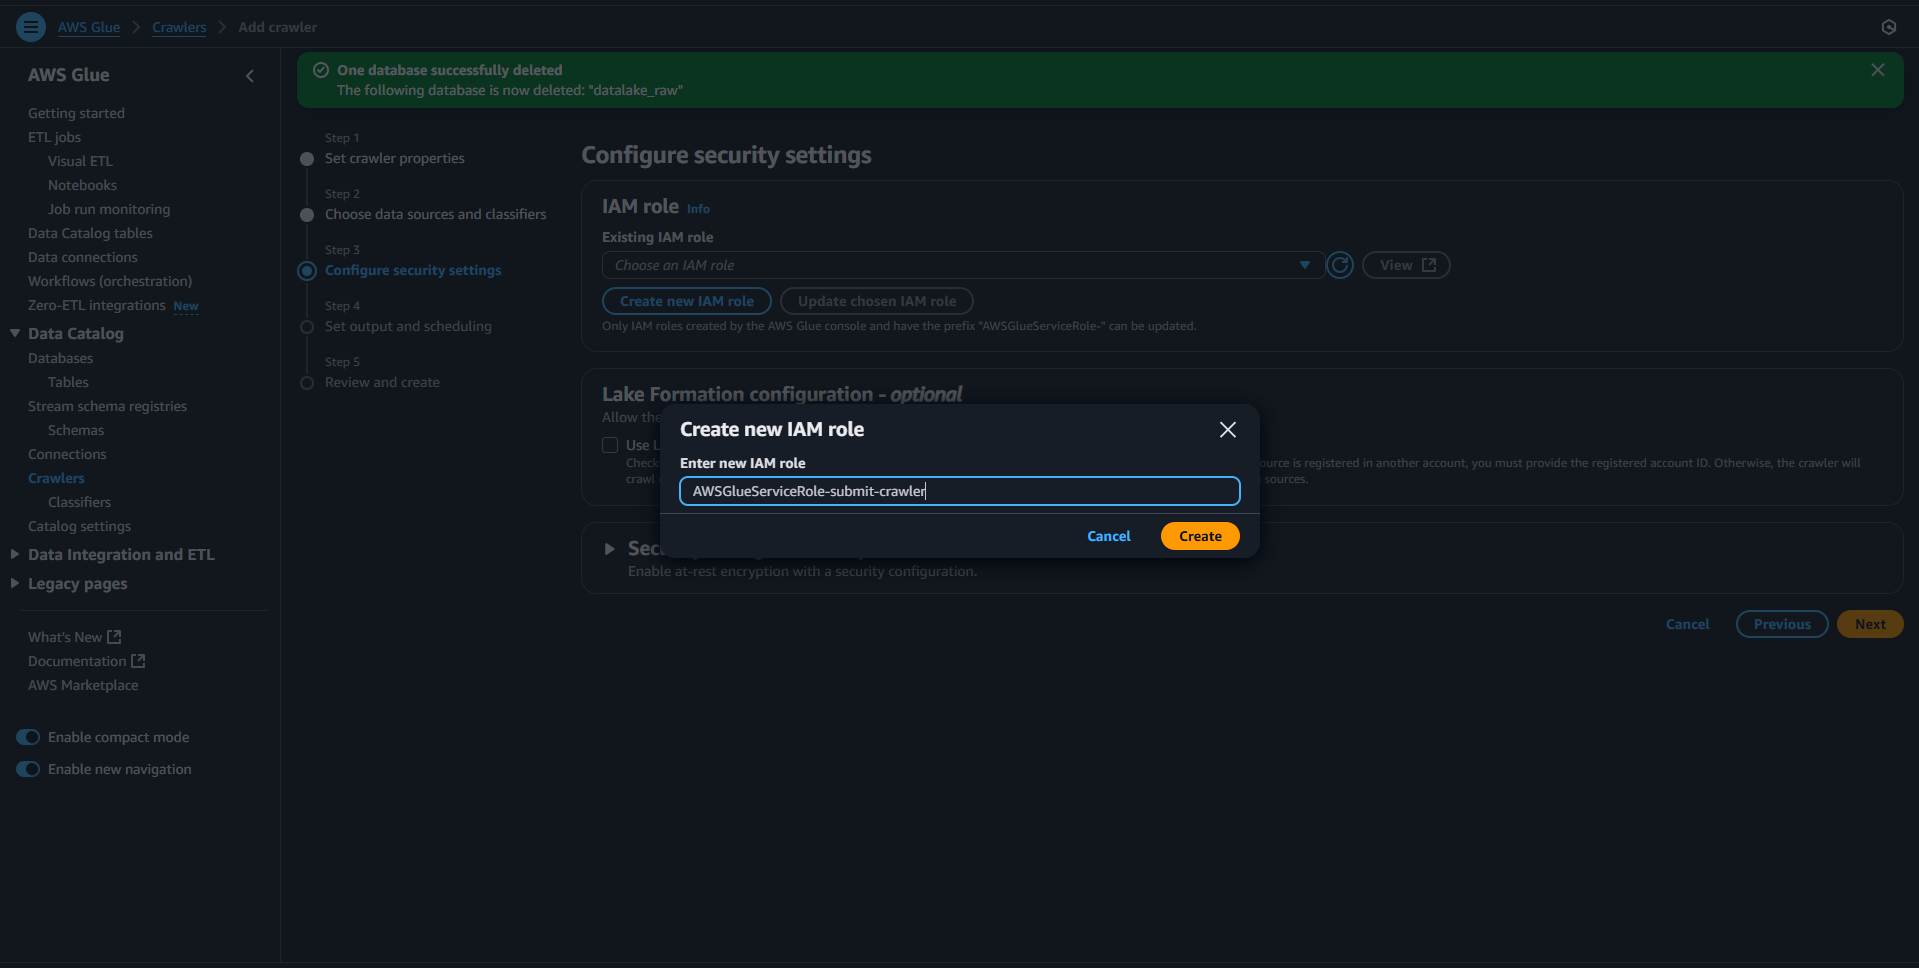 AWS Glue > Crawlers > Add crawler
AWS Glue
Getting started
ETL jobs
Visual ETL
Notebooks
Job run monitoring
Data Catalog tables
Data connections
Workflows (orchestration)
Zero-ETL integrations New
Data Catalog
Databases
Tables
Stream schema registries
Schemas
Connections
Crawlers
Classifiers
Catalog settings
Data Integration and ETL
Legacy pages
What's New
Documentation
AWS Marketplace
Enable compact mode
Enable new navigation
One database successfully deleted
The following database is now deleted: "datalake_raw"
Step 1
Set crawler properties
Step 2
Choose data sources and classifiers
Step 3
Configure security settings
Step 4
Set output and scheduling
Step 5
Review and create
Configure security settings
IAM role Info
Existing IAM role
Choose an IAM role
View
Create new IAM role
Update chosen IAM role
Only IAM roles created by the AWS Glue console and have the prefix "AWSGlueServiceRole-" can be updated.
Lake Formation configuration - optional
Allow the
Use L
Check
ource is registered in another account, you must provide the registered account ID. Otherwise, the crawler will
crawl
sources.
Create new IAM role
Enter new IAM role
AWSGlueServiceRole-submit-crawler
Cancel
Create
Sec
Enable at-rest encryption with a security configuration.
Cancel
Previous
Next